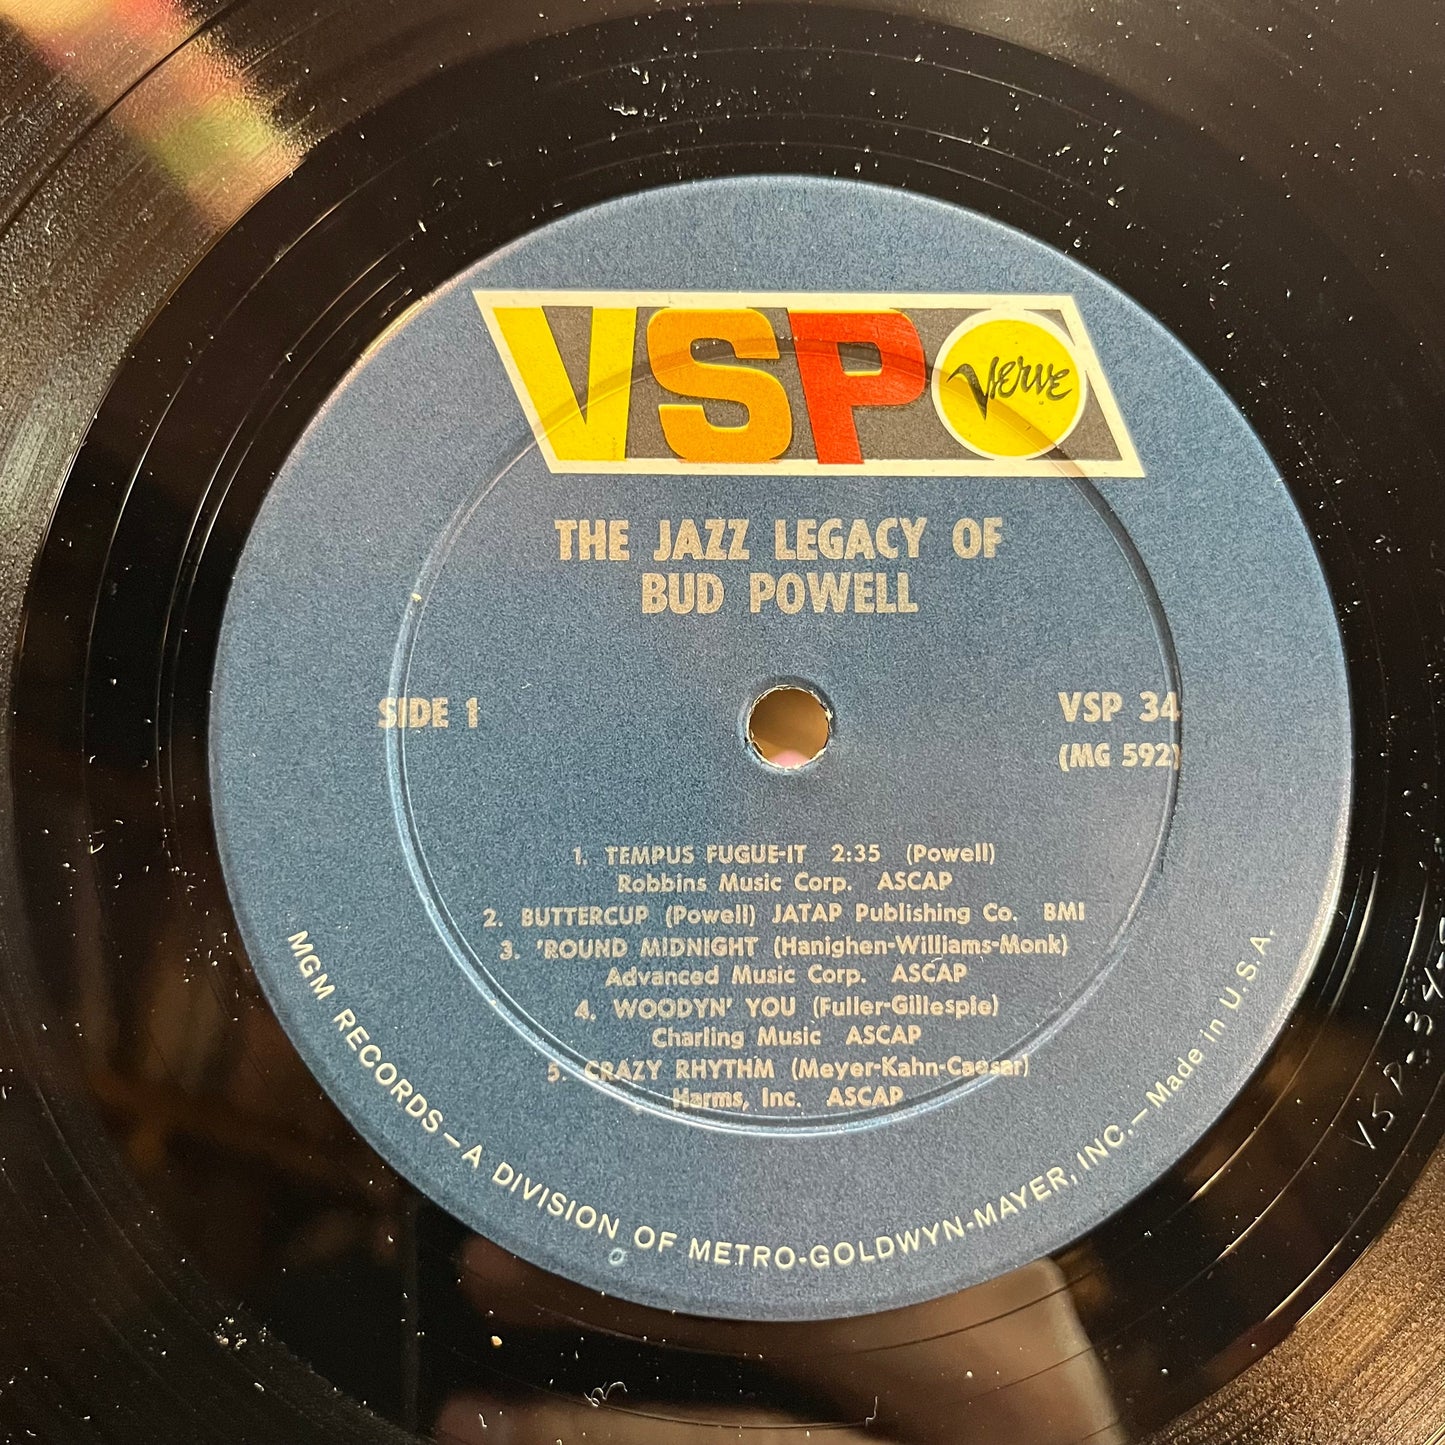 VSP Verve
THE JAZZ LEGACY OF
BUD POWELL
SIDE 1
VSP 34
(MG 592)
1. TEMPUS FUGUE-IT 2:35 (Powell)
Robbins Music Corp. ASCAP
2. BUTTERCUP (Powell) JATAP Publishing Co. BMI
3. 'ROUND MIDNIGHT (Hanighen-Williams-Monk)
Advanced Music Corp. ASCAP
4. WOODYN' YOU (Fuller-Gillespie)
Charling Music ASCAP
5. CRAZY RHYTHM (Meyer-Kahn-Caesar)
Harms, Inc. ASCAP
MGM RECORDS—A DIVISION OF METRO-GOLDWYN-MAYER, INC.—Made in U.S.A.